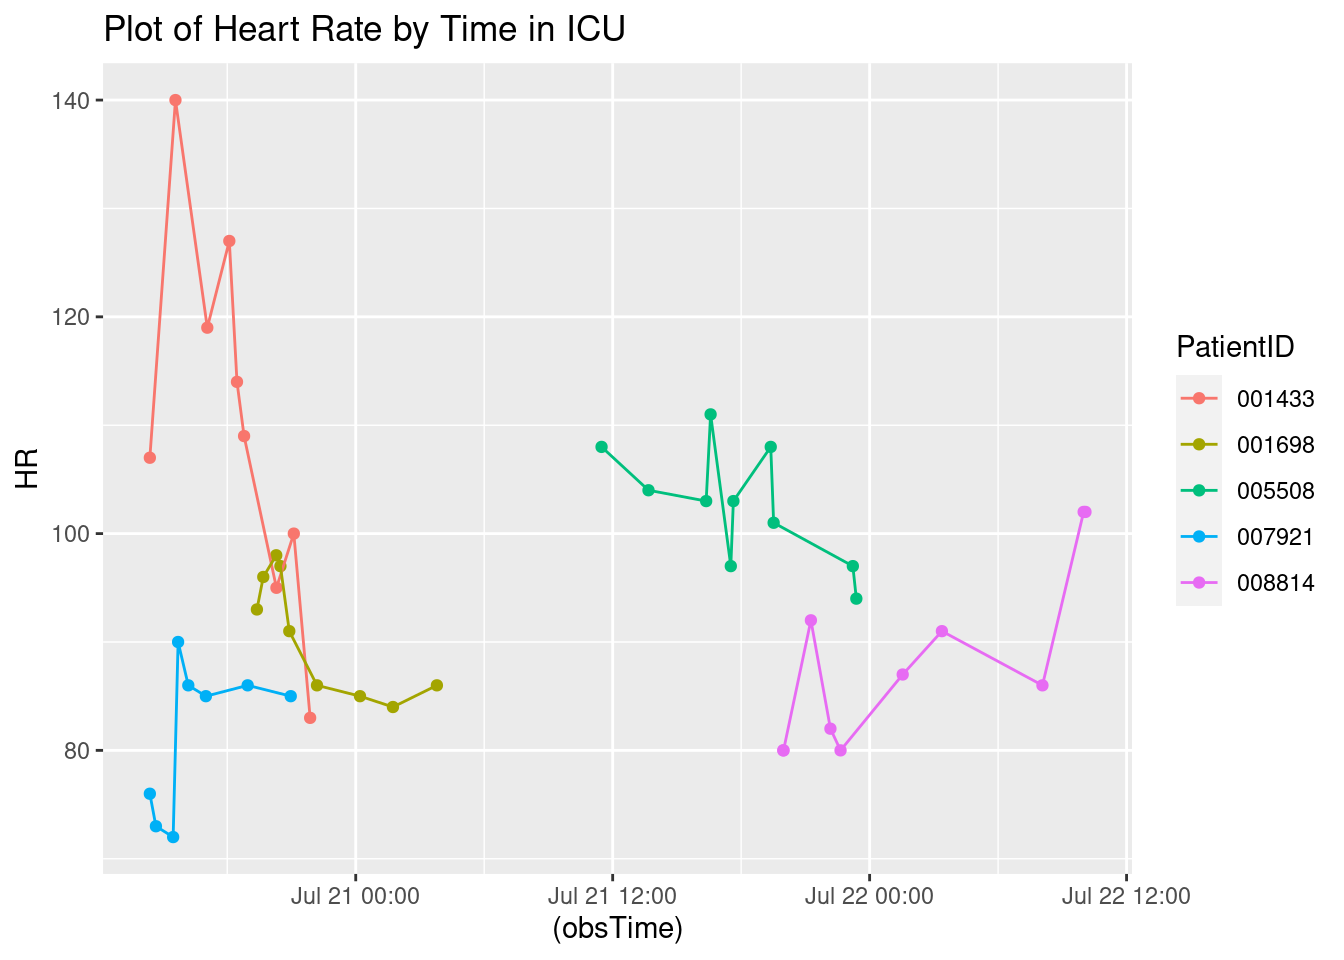 Plot of Heart Rate by Time in ICU
140
120
100
80
HR
Jul 21 00:00
Jul 21 12:00
Jul 22 00:00
Jul 22 12:00
(obsTime)
PatientID
001433
001698
005508
007921
008814